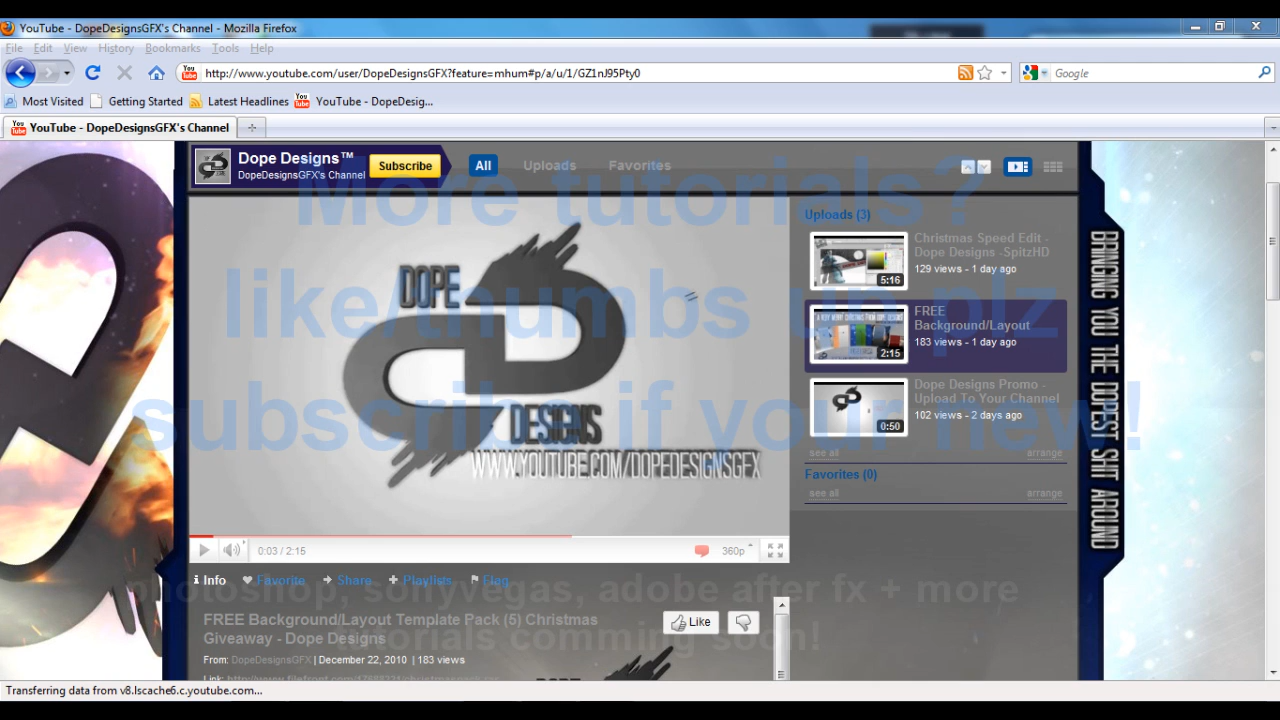 YouTube - DopeDesignsGFX's Channel - Mozilla Firefox
File Edit View History Bookmarks Tools Help
http://www.youtube.com/user/DopeDesignsGFX?feature=mhum#p/a/u/1/GZ1nJ95Pty0
Google
Most Visited Getting Started Latest Headlines YouTube - DopeDesig...
YouTube - DopeDesignsGFX's Channel
Dope Designs™
DopeDesignsGFX's Channel
Subscribe
All Uploads Favorites
More tutorials?
like/thumbs up plz
subscribe if your new!
DOPE
DESIGNS
WWW.YOUTUBE.COM/DOPEDESIGNSGFX
Uploads (3)
Christmas Speed Edit -
Dope Designs -SpitzHD
129 views - 1 day ago
5:16
FREE
Background/Layout
183 views - 1 day ago
2:15
Dope Designs Promo -
Upload To Your Channel
102 views - 2 days ago
0:50
see all arrange
Favorites (0)
see all arrange
BRINGING YOU THE DOPEST SHIT AROUND
0:03 / 2:15
360p
Info Favorite Share Playlists Flag
photoshop, sonyvegas, adobe after fx + more
tutorials comming soon!
FREE Background/Layout Template Pack (5) Christmas
Giveaway - Dope Designs
Like
From: DopeDesignsGFX | December 22, 2010 | 183 views
Transferring data from v8.lscache6.c.youtube.com...